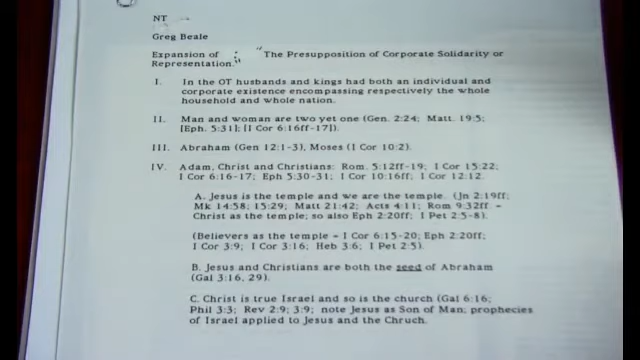 NT
Greg Beale
Expansion of : "The Presupposition of Corporate Solidarity or
Representation."
I. In the OT husbands and kings had both an individual and
corporate existence encompassing respectively the whole
household and whole nation.
II. Man and woman are two yet one (Gen. 2:24; Matt. 19:5;
[Eph. 5:31]; [I Cor 6:16ff-17]).
III. Abraham (Gen 12:1-3), Moses (I Cor 10:2).
IV. Adam, Christ and Christians: Rom. 5:12ff-19; I Cor 15:22;
I Cor 6:16-17; Eph 5:30-31; I Cor 10:16ff; I Cor 12:12.
A. Jesus is the temple and we are the temple. (Jn 2:19ff;
Mk 14:58; 15:29; Matt 21:42; Acts 4:11; Rom 9:32ff =
Christ as the temple; so also Eph 2:20ff; I Pet 2:5-8).
(Believers as the temple = I Cor 6:15-20; Eph 2:20ff;
I Cor 3:9; I Cor 3:16; Heb 3:6; I Pet 2:5).
B. Jesus and Christians are both the seed of Abraham
(Gal 3:16, 29).
C. Christ is true Israel and so is the church (Gal 6:16;
Phil 3:3; Rev 2:9; 3:9; note Jesus as Son of Man; prophecies
of Israel applied to Jesus and the Chruch.